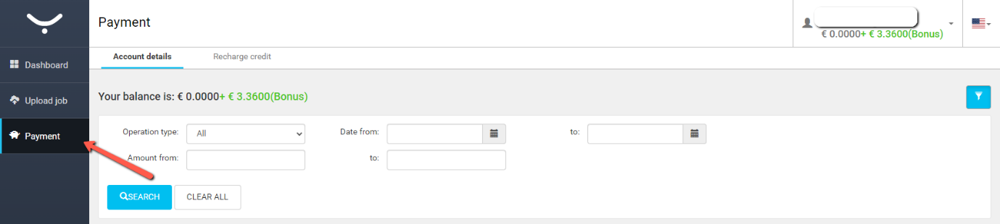 Payment
€ 0.0000+ € 3.3600(Bonus)
Account details
Recharge credit
Dashboard
Upload job
Payment
Your balance is: € 0.0000+ € 3.3600(Bonus)
Operation type: All Date from: to:
Amount from: to:
SEARCH CLEAR ALL